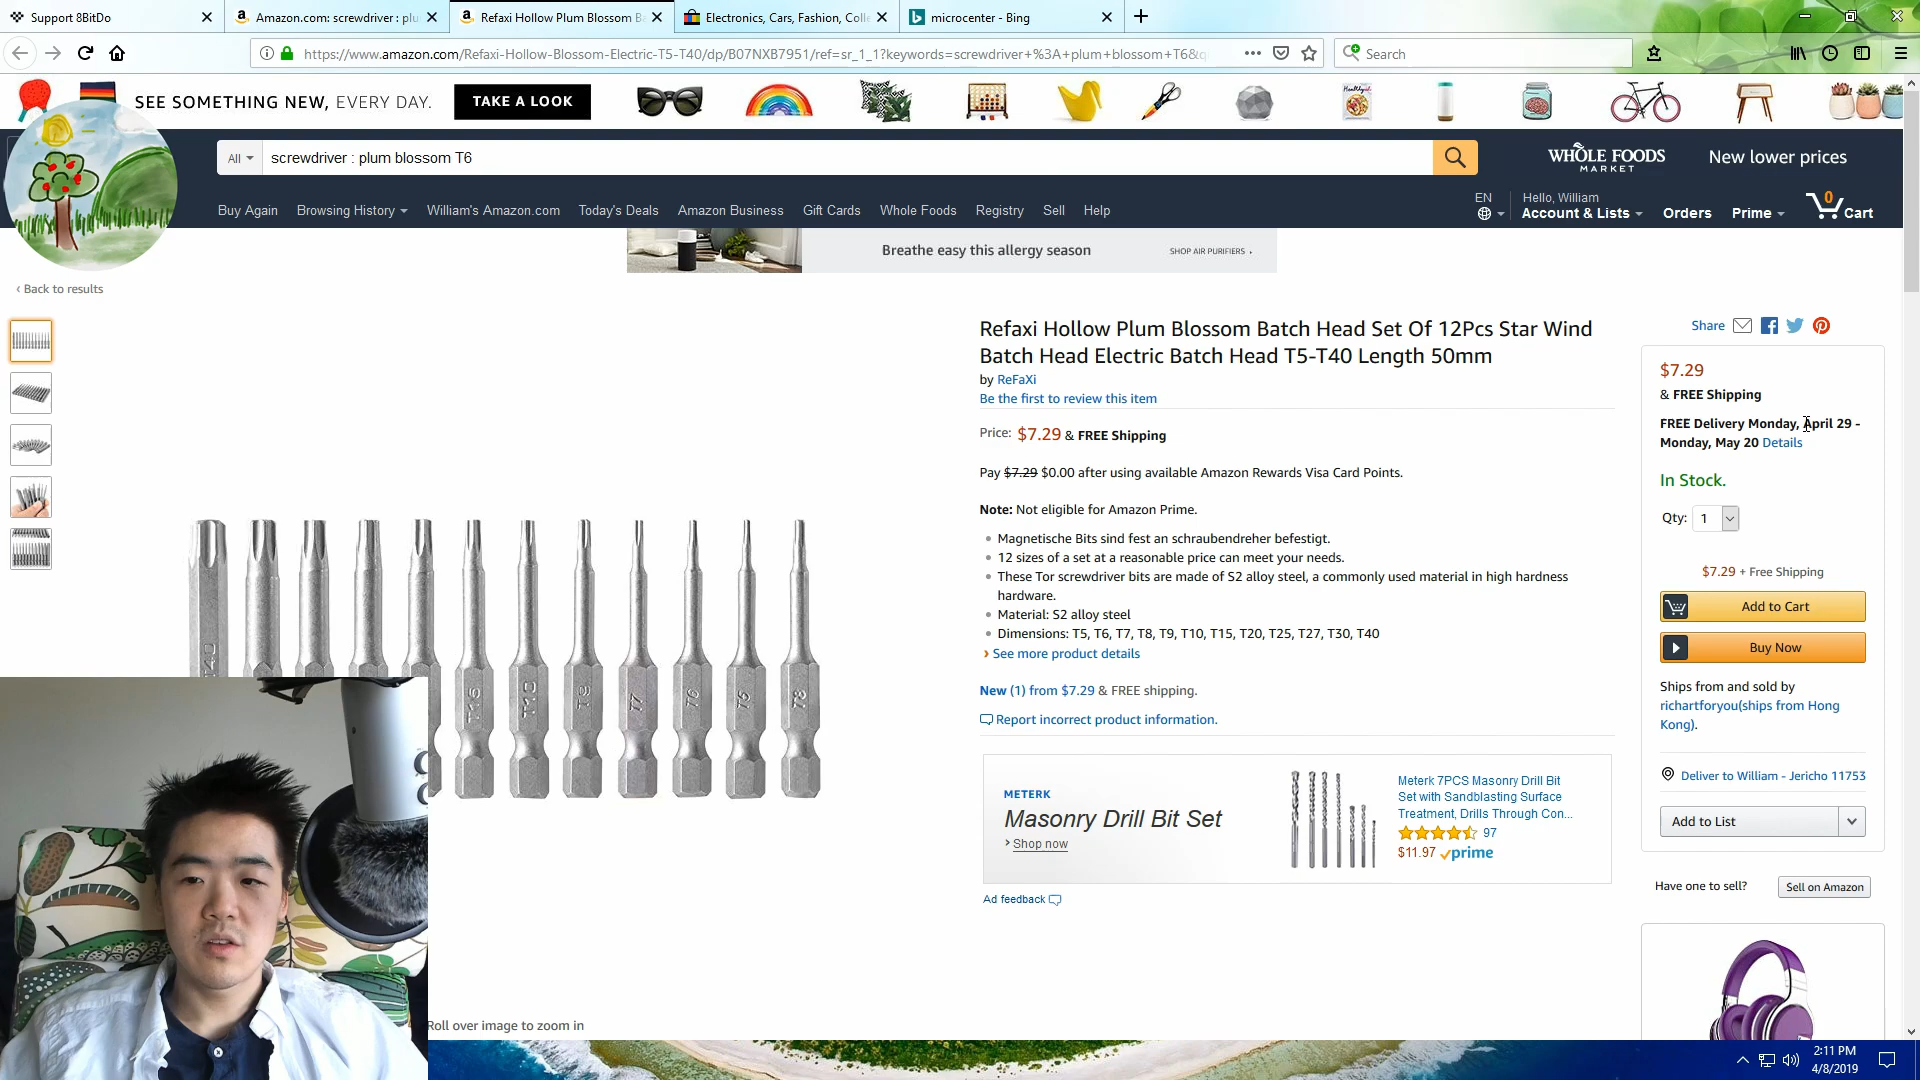 Support 8BitDo
Amazon.com: screwdriver : plu
Refaxi Hollow Plum Blossom B
Electronics, Cars, Fashion, Colle
microcenter - Bing
https://www.amazon.com/Refaxi-Hollow-Blossom-Electric-T5-T40/dp/B07NXB7951/ref=sr_1_1?keywords=screwdriver+%3A+plum+blossom+T6&
Search
SEE SOMETHING NEW, EVERY DAY.
TAKE A LOOK
All
screwdriver : plum blossom T6
WHOLE FOODS
MARKET
New lower prices
Buy Again
Browsing History
William's Amazon.com
Today's Deals
Amazon Business
Gift Cards
Whole Foods
Registry
Sell
Help
EN
Hello, William
Account & Lists
Orders
Prime
0
Cart
Breathe easy this allergy season
SHOP AIR PURIFIERS
‹ Back to results
Refaxi Hollow Plum Blossom Batch Head Set Of 12Pcs Star Wind
Batch Head Electric Batch Head T5-T40 Length 50mm
by ReFaXi
Be the first to review this item
Price: $7.29 & FREE Shipping
Pay $7.29 $0.00 after using available Amazon Rewards Visa Card Points.
Note: Not eligible for Amazon Prime.
Magnetische Bits sind fest an schraubendreher befestigt.
12 sizes of a set at a reasonable price can meet your needs.
These Tor screwdriver bits are made of S2 alloy steel, a commonly used material in high hardness
hardware.
Material: S2 alloy steel
Dimensions: T5, T6, T7, T8, T9, T10, T15, T20, T25, T27, T30, T40
› See more product details
New (1) from $7.29 & FREE shipping.
Report incorrect product information.
METERK
Masonry Drill Bit Set
› Shop now
Meterk 7PCS Masonry Drill Bit
Set with Sandblasting Surface
Treatment, Drills Through Con...
97
$11.97 prime
Ad feedback
Roll over image to zoom in
Share
$7.29
& FREE Shipping
FREE Delivery Monday, April 29 -
Monday, May 20 Details
In Stock.
Qty: 1
$7.29 + Free Shipping
Add to Cart
Buy Now
Ships from and sold by
richartforyou(ships from Hong
Kong).
Deliver to William - Jericho 11753
Add to List
Have one to sell?
Sell on Amazon
T15
T10
T7
2:11 PM
4/8/2019